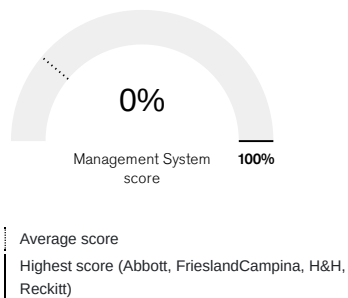 0%
Management System
score
100%
Average score
Highest score (Abbott, FrieslandCampina, H&H,
Reckitt)